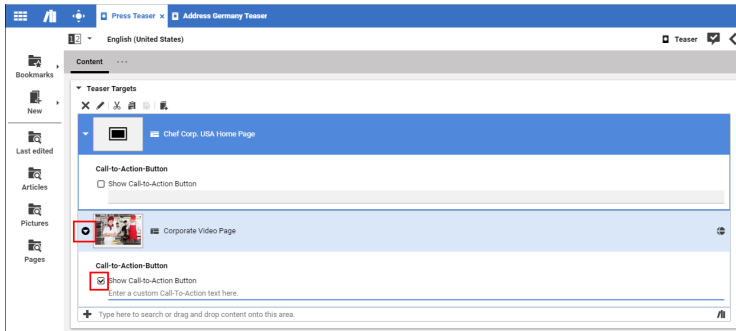 Press Teaser
Address Germany Teaser
12
English (United States)
Teaser
Bookmarks
New
Last edited
Articles
Pictures
Pages
Content
Teaser Targets
Chef Corp. USA Home Page
Call-to-Action-Button
Show Call-to-Action Button
Corporate Video Page
Call-to-Action-Button
Show Call-to-Action Button
Enter a custom Call-To-Action text here.
Type here to search or drag and drop content onto this area.